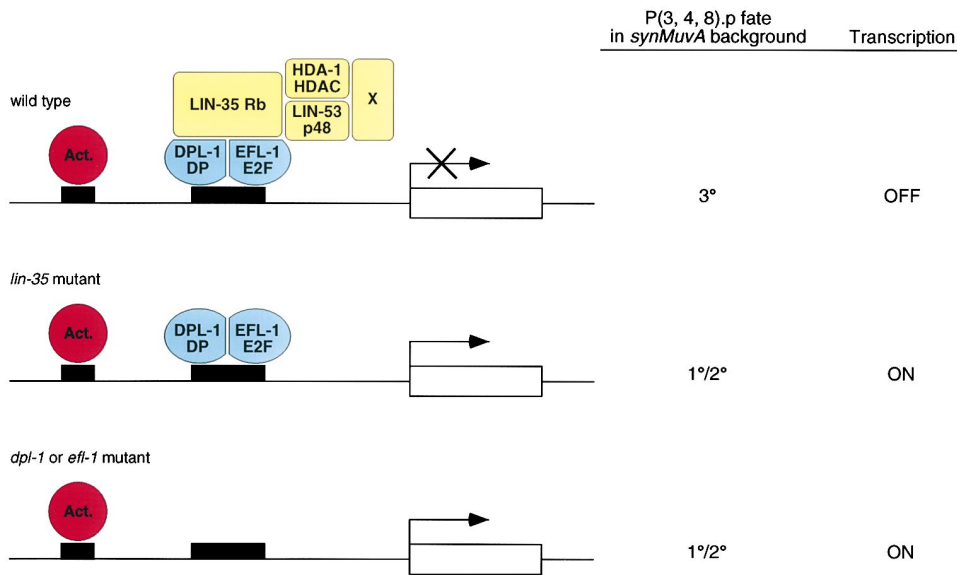 P(3, 4, 8).p fate
in synMuvA background
Transcription
wild type
Act.
LIN-35 Rb
HDA-1
HDAC
LIN-53
p48
X
DPL-1
DP
EFL-1
E2F
3°
OFF
lin-35 mutant
Act.
DPL-1
DP
EFL-1
E2F
1°/2°
ON
dpl-1 or efl-1 mutant
Act.
1°/2°
ON